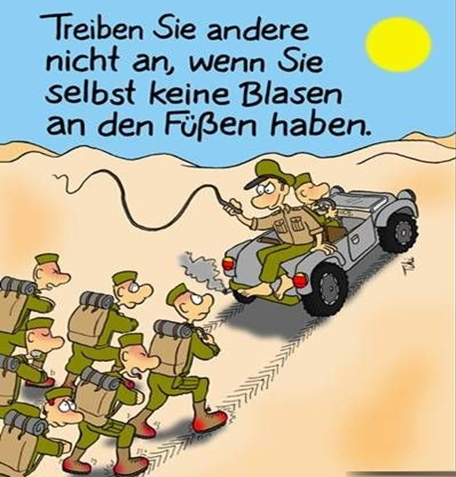 Treiben Sie andere
nicht an, wenn Sie
selbst keine Blasen
an den Füßen haben.